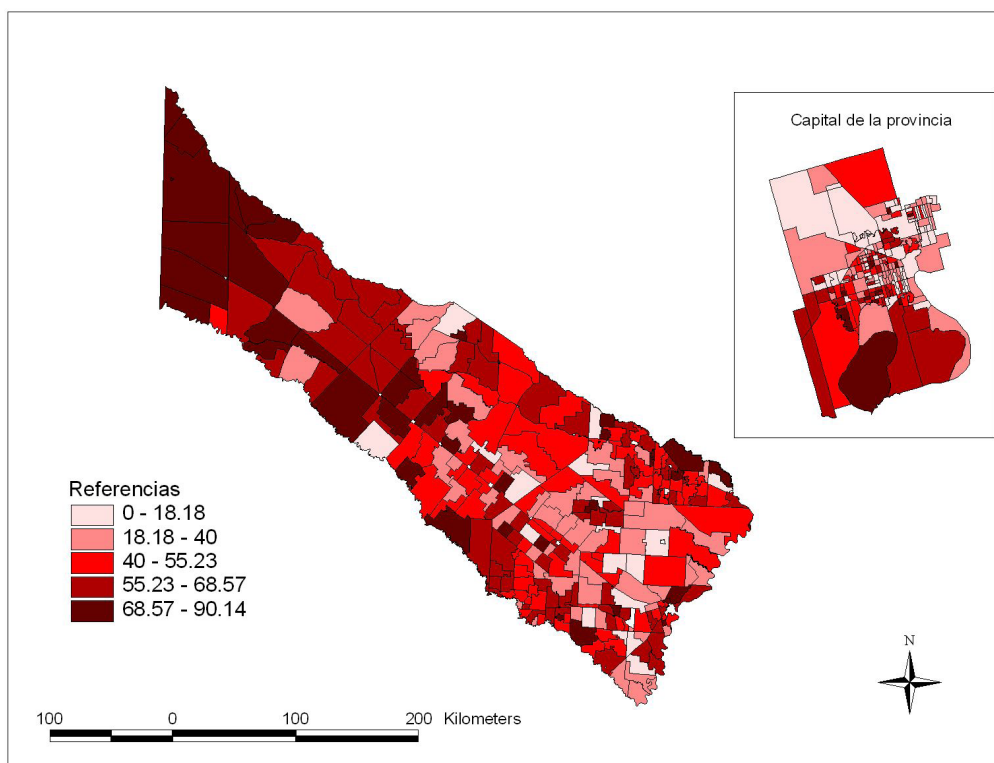 Capital de la provincia
Referencias
0 - 18.18
18.18 - 40
40 - 55.23
55.23 - 68.57
68.57 - 90.14
N
100 0 100 200 Kilometers